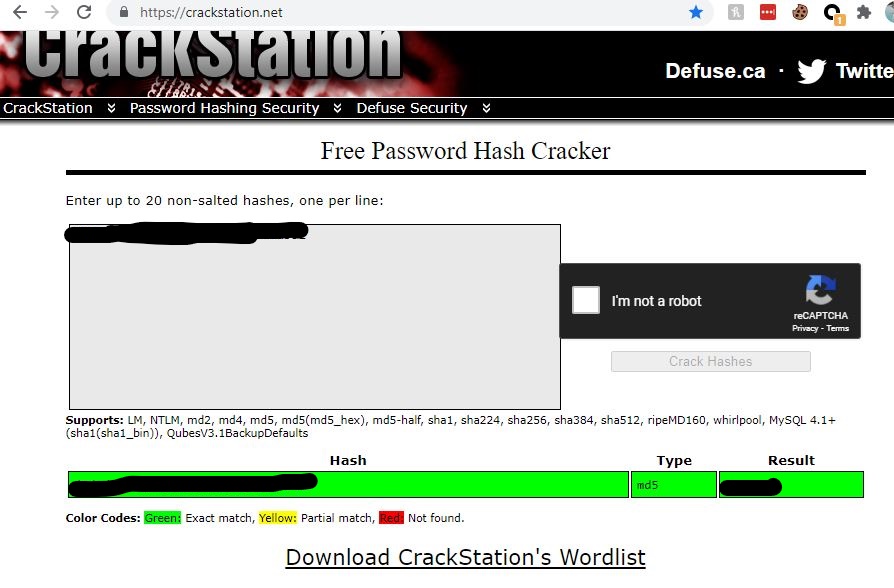 https://crackstation.net
1
CrackStation
Defuse.ca · Twitte
CrackStation Password Hashing Security Defuse Security
Free Password Hash Cracker
Enter up to 20 non-salted hashes, one per line:
I'm not a robot
reCAPTCHA
Privacy - Terms
Crack Hashes
Supports: LM, NTLM, md2, md4, md5, md5(md5_hex), md5-half, sha1, sha224, sha256, sha384, sha512, ripeMD160, whirlpool, MySQL 4.1+
(sha1(sha1_bin)), QubesV3.1BackupDefaults
Hash Type Result
md5
Color Codes: Green: Exact match, Yellow: Partial match, Red: Not found.
Download CrackStation's Wordlist